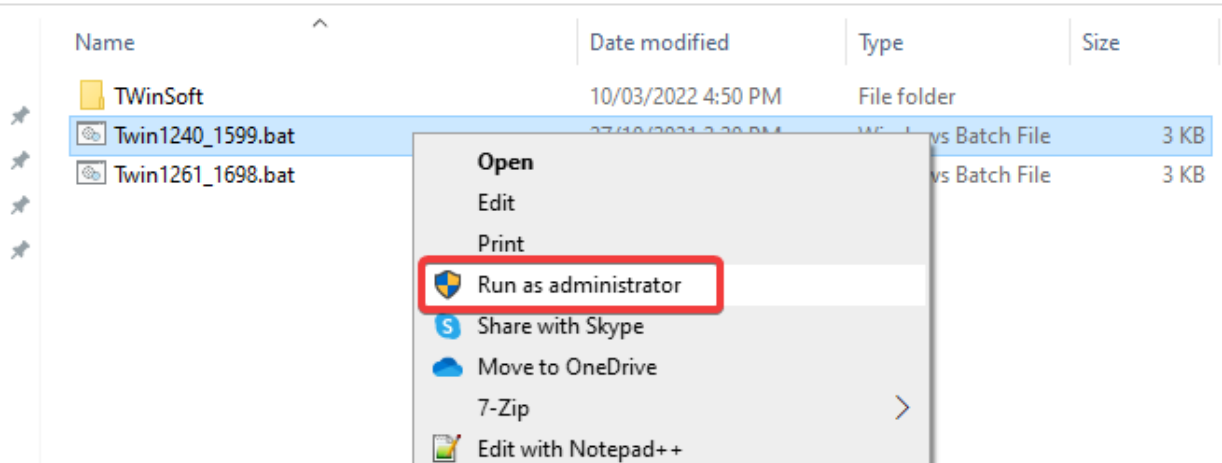 Name Date modified Type Size
TWinSoft 10/03/2022 4:50 PM File folder
Twin1240_1599.bat 3 KB
vs Batch File
Twin1261_1698.bat vs Batch File 3 KB
Open
Edit
Print
Run as administrator
Share with Skype
Move to OneDrive
7-Zip
Edit with Notepad++